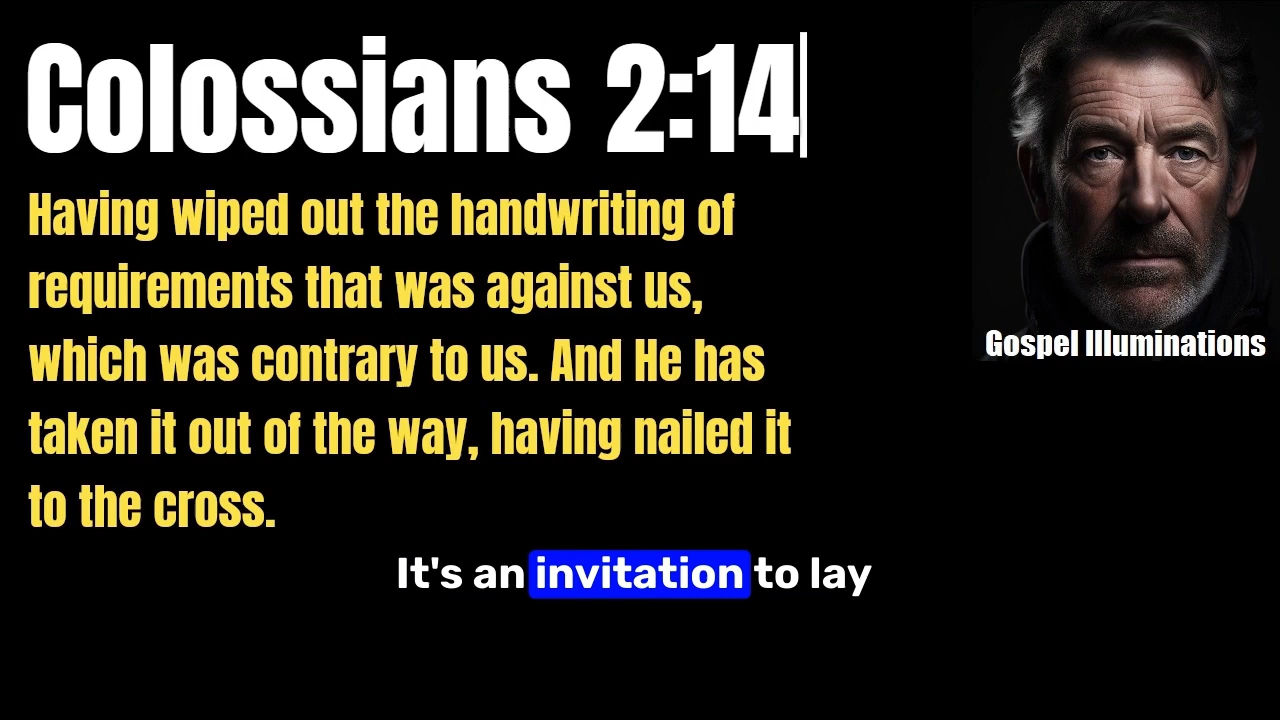 Colossians 2:14
Having wiped out the handwriting of
requirements that was against us,
which was contrary to us. And He has
taken it out of the way, having nailed it
to the cross.
Gospel Illuminations
It's an invitation to lay